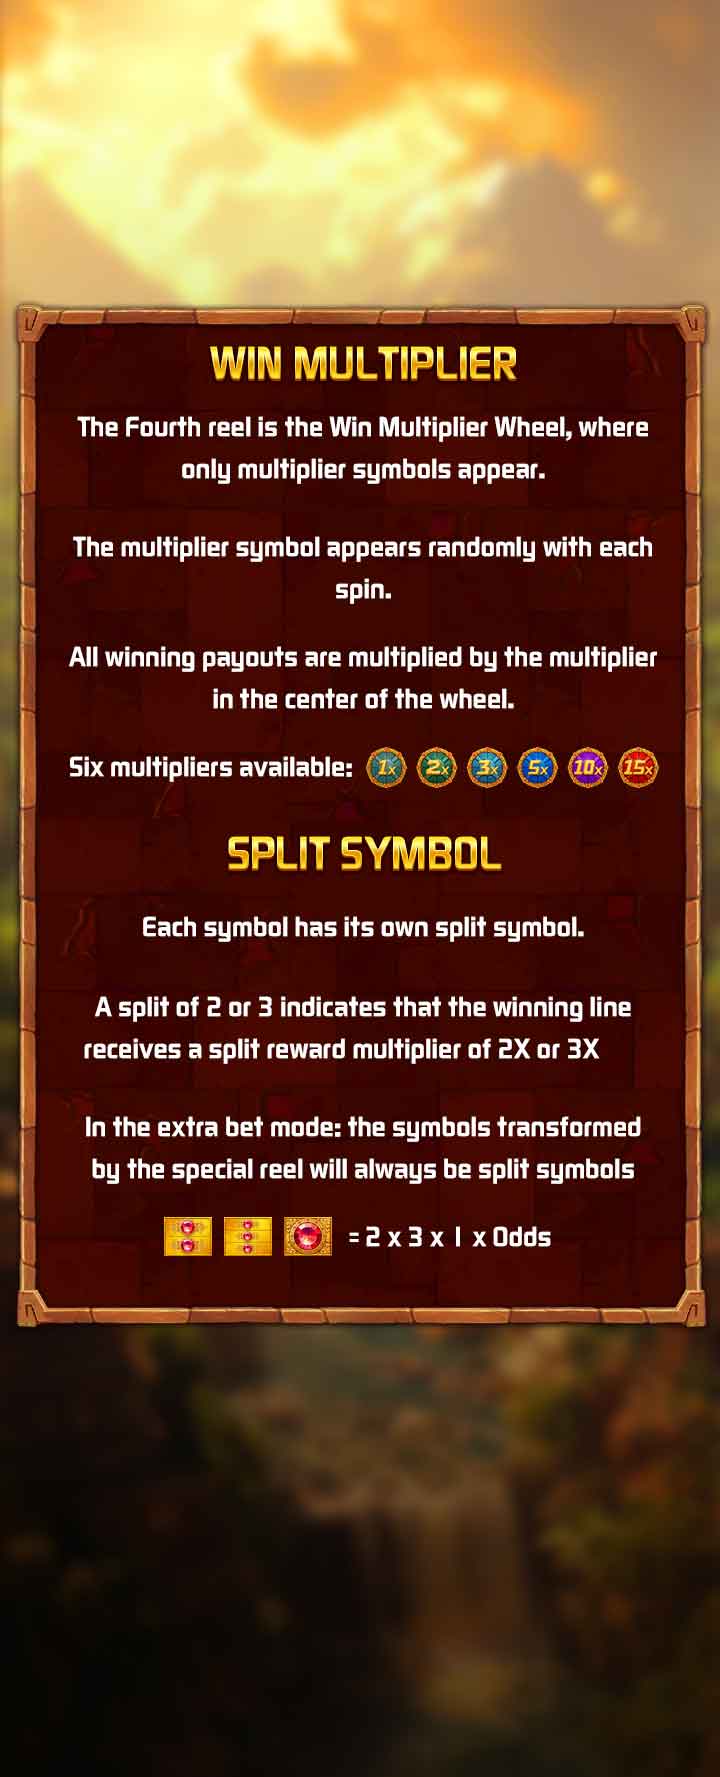 WIN MULTIPLIER
The Fourth reel is the Win Multiplier Wheel, where
only multiplier symbols appear.
The multiplier symbol appears randomly with each
spin.
All winning payouts are multiplied by the multiplier
in the center of the wheel.
Six multipliers available: 1x 2x 3x 5x 10x 15x
SPLIT SYMBOL
Each symbol has its own split symbol.
A split of 2 or 3 indicates that the winning line
receives a split reward multiplier of 2X or 3X
In the extra bet mode: the symbols transformed
by the special reel will always be split symbols
= 2 x 3 x 1 x Odds